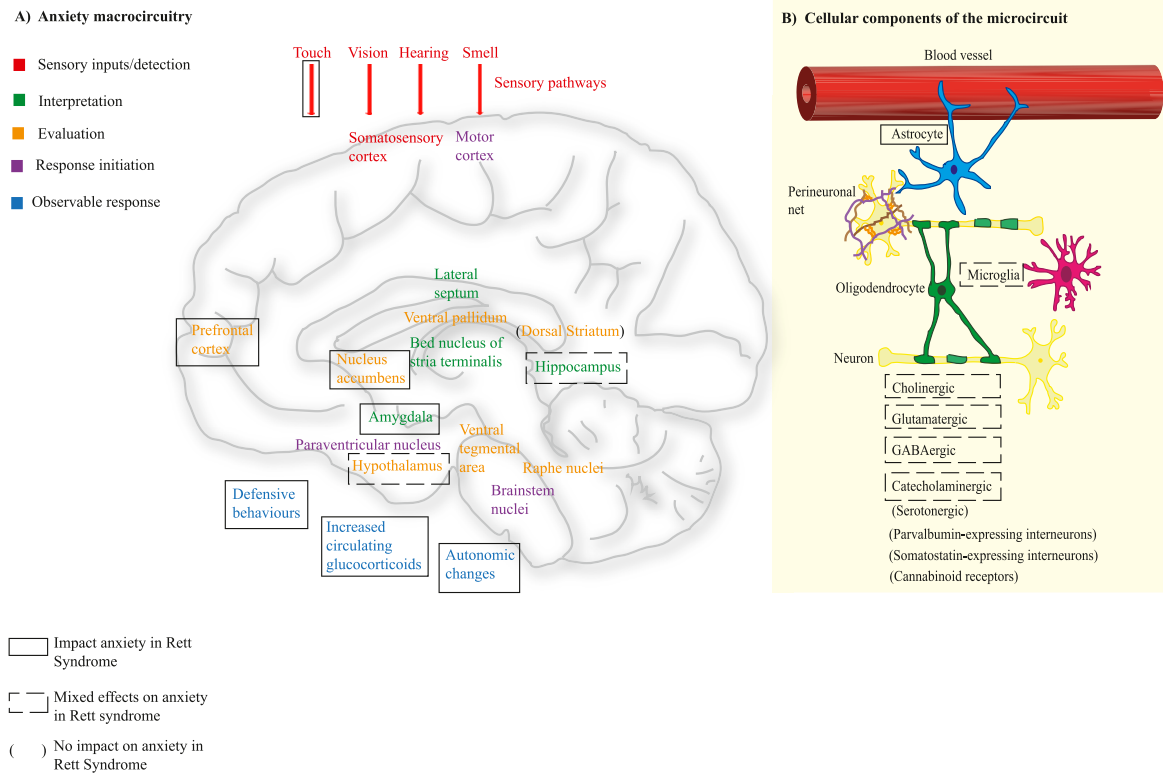 A) Anxiety macrocircuitry
Sensory inputs/detection
Interpretation
Evaluation
Response initiation
Observable response
Touch
Vision
Hearing
Smell
Sensory pathways
Somatosensory
cortex
Motor
cortex
Lateral
septum
Ventral pallidum
(Dorsal Striatum)
Prefrontal
cortex
Nucleus
accumbens
Bed nucleus of
stria terminalis
Hippocampus
Amygdala
Paraventricular nucleus
Hypothalamus
Ventral
tegmental
area
Raphe nuclei
Brainstem
nuclei
Defensive
behaviours
Increased
circulating
glucocorticoids
Autonomic
changes
Impact anxiety in Rett
Syndrome
Mixed effects on anxiety
in Rett syndrome
( ) No impact on anxiety in
Rett Syndrome
B) Cellular components of the microcircuit
Blood vessel
Astrocyte
Perineuronal
net
Microglia
Oligodendrocyte
Neuron
Cholinergic
Glutamatergic
GABAergic
Catecholaminergic
(Serotonergic)
(Parvalbumin-expressing interneurons)
(Somatostatin-expressing interneurons)
(Cannabinoid receptors)